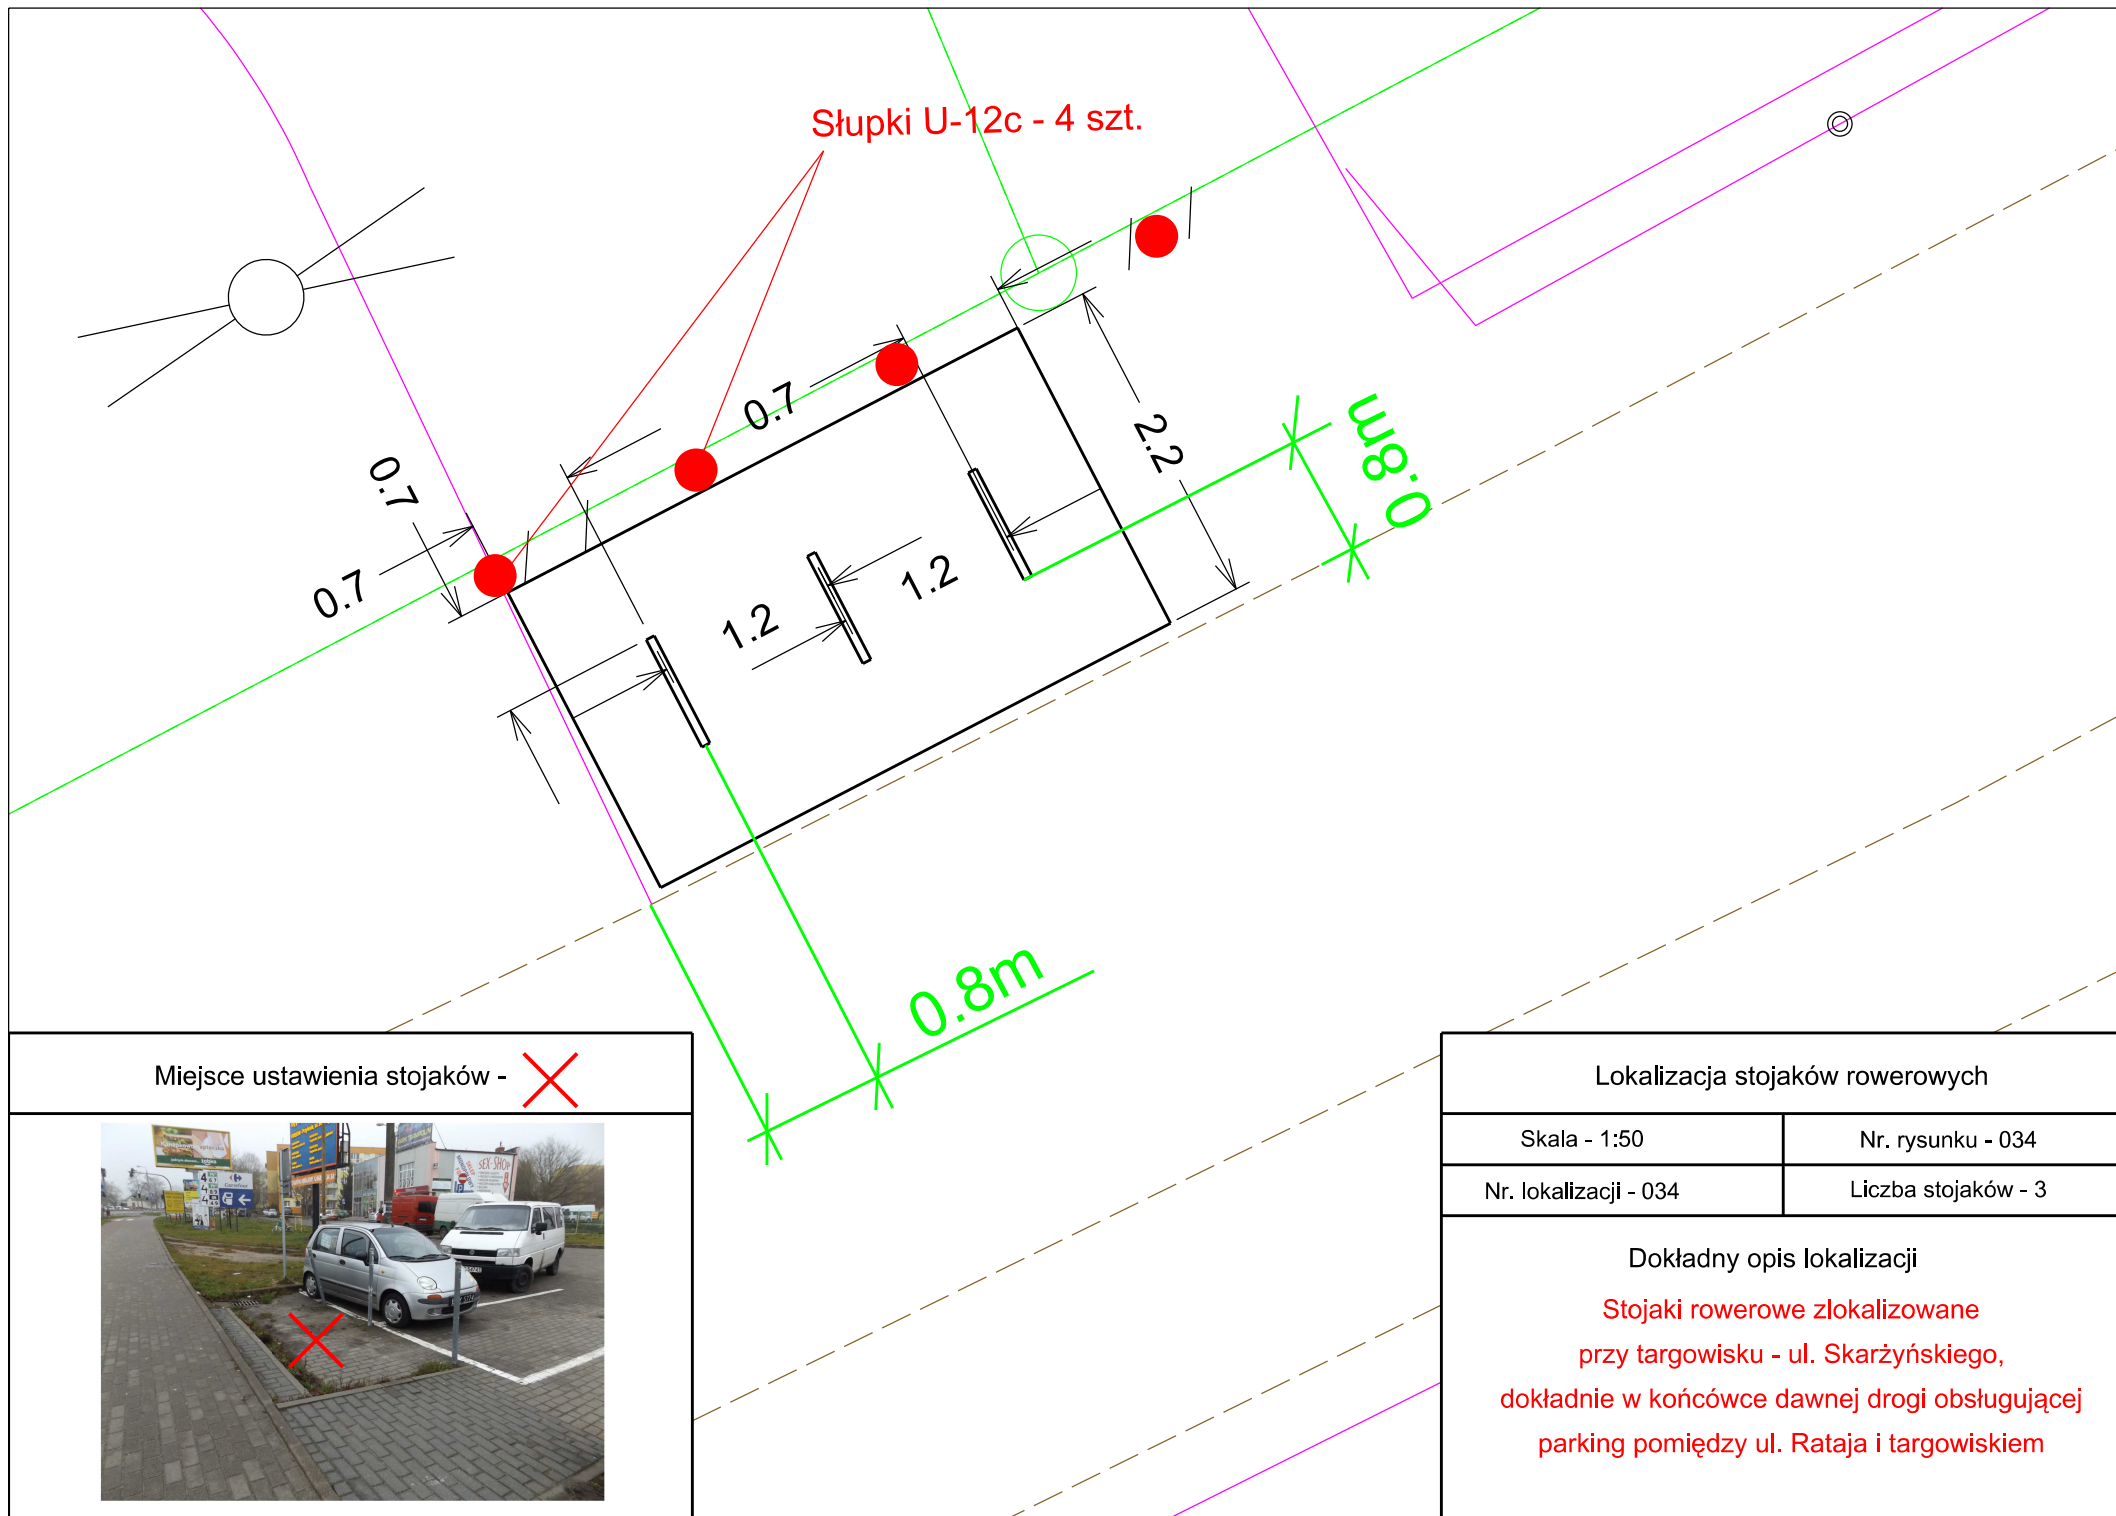 Słupki U-12c - 4 szt.
0.7
0.7
0.7
2.2
0.8m
1.2
1.2
0.8m
Miejsce ustawienia stojaków -
SEX-SHOP
Carrefour
Lokalizacja stojaków rowerowych
Skala - 1:50
Nr. rysunku - 034
Nr. lokalizacji - 034
Liczba stojaków - 3
Dokładny opis lokalizacji
Stojaki rowerowe zlokalizowane
przy targowisku - ul. Skarżyńskiego,
dokładnie w końcówce dawnej drogi obsługującej
parking pomiędzy ul. Rataja i targowiskiem